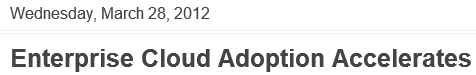 Wednesday, March 28, 2012
Enterprise Cloud Adoption Accelerates